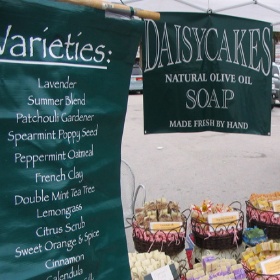 Varieties:
Lavender
Summer Blend
Patchouli Gardener
Spearmint Poppy Seed
Peppermint Oatmeal
French Clay
Double Mint Tea Tree
Lemongrass
Citrus Scrub
Sweet Orange & Spice
Cinnamon
Calendula
DAISYCAKES
NATURAL OLIVE OIL
SOAP
MADE FRESH BY HAND